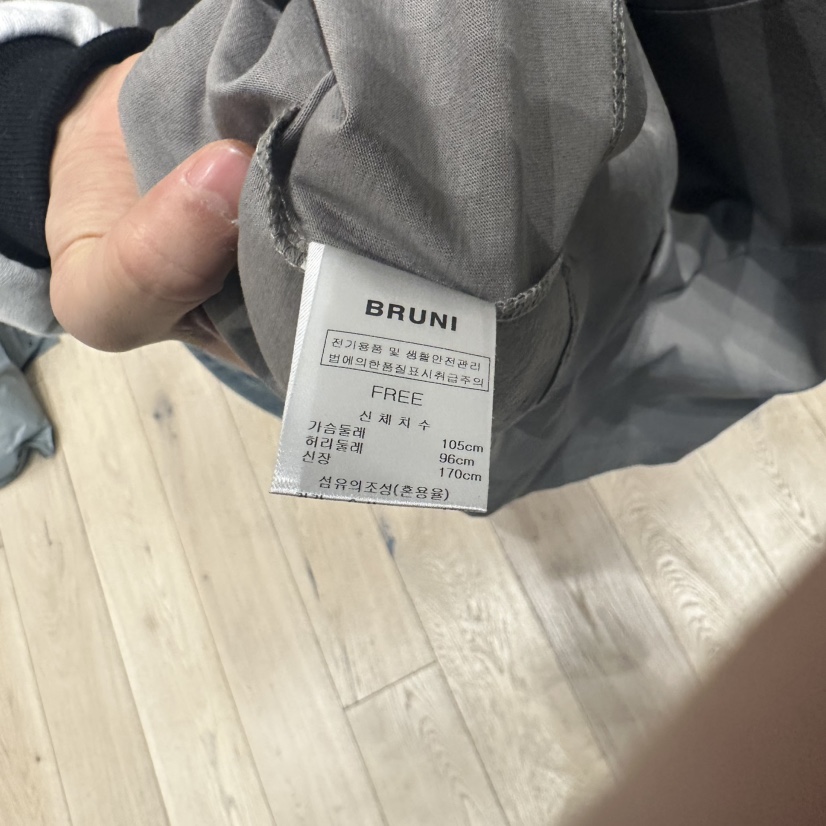 BRUNI
전기용품 및 생활안전관리
법에의한품질표시취급주의
FREE
신 체 치 수
가슴둘레 105cm
허리둘레 96cm
신장 170cm
섬유의조성(혼용율)